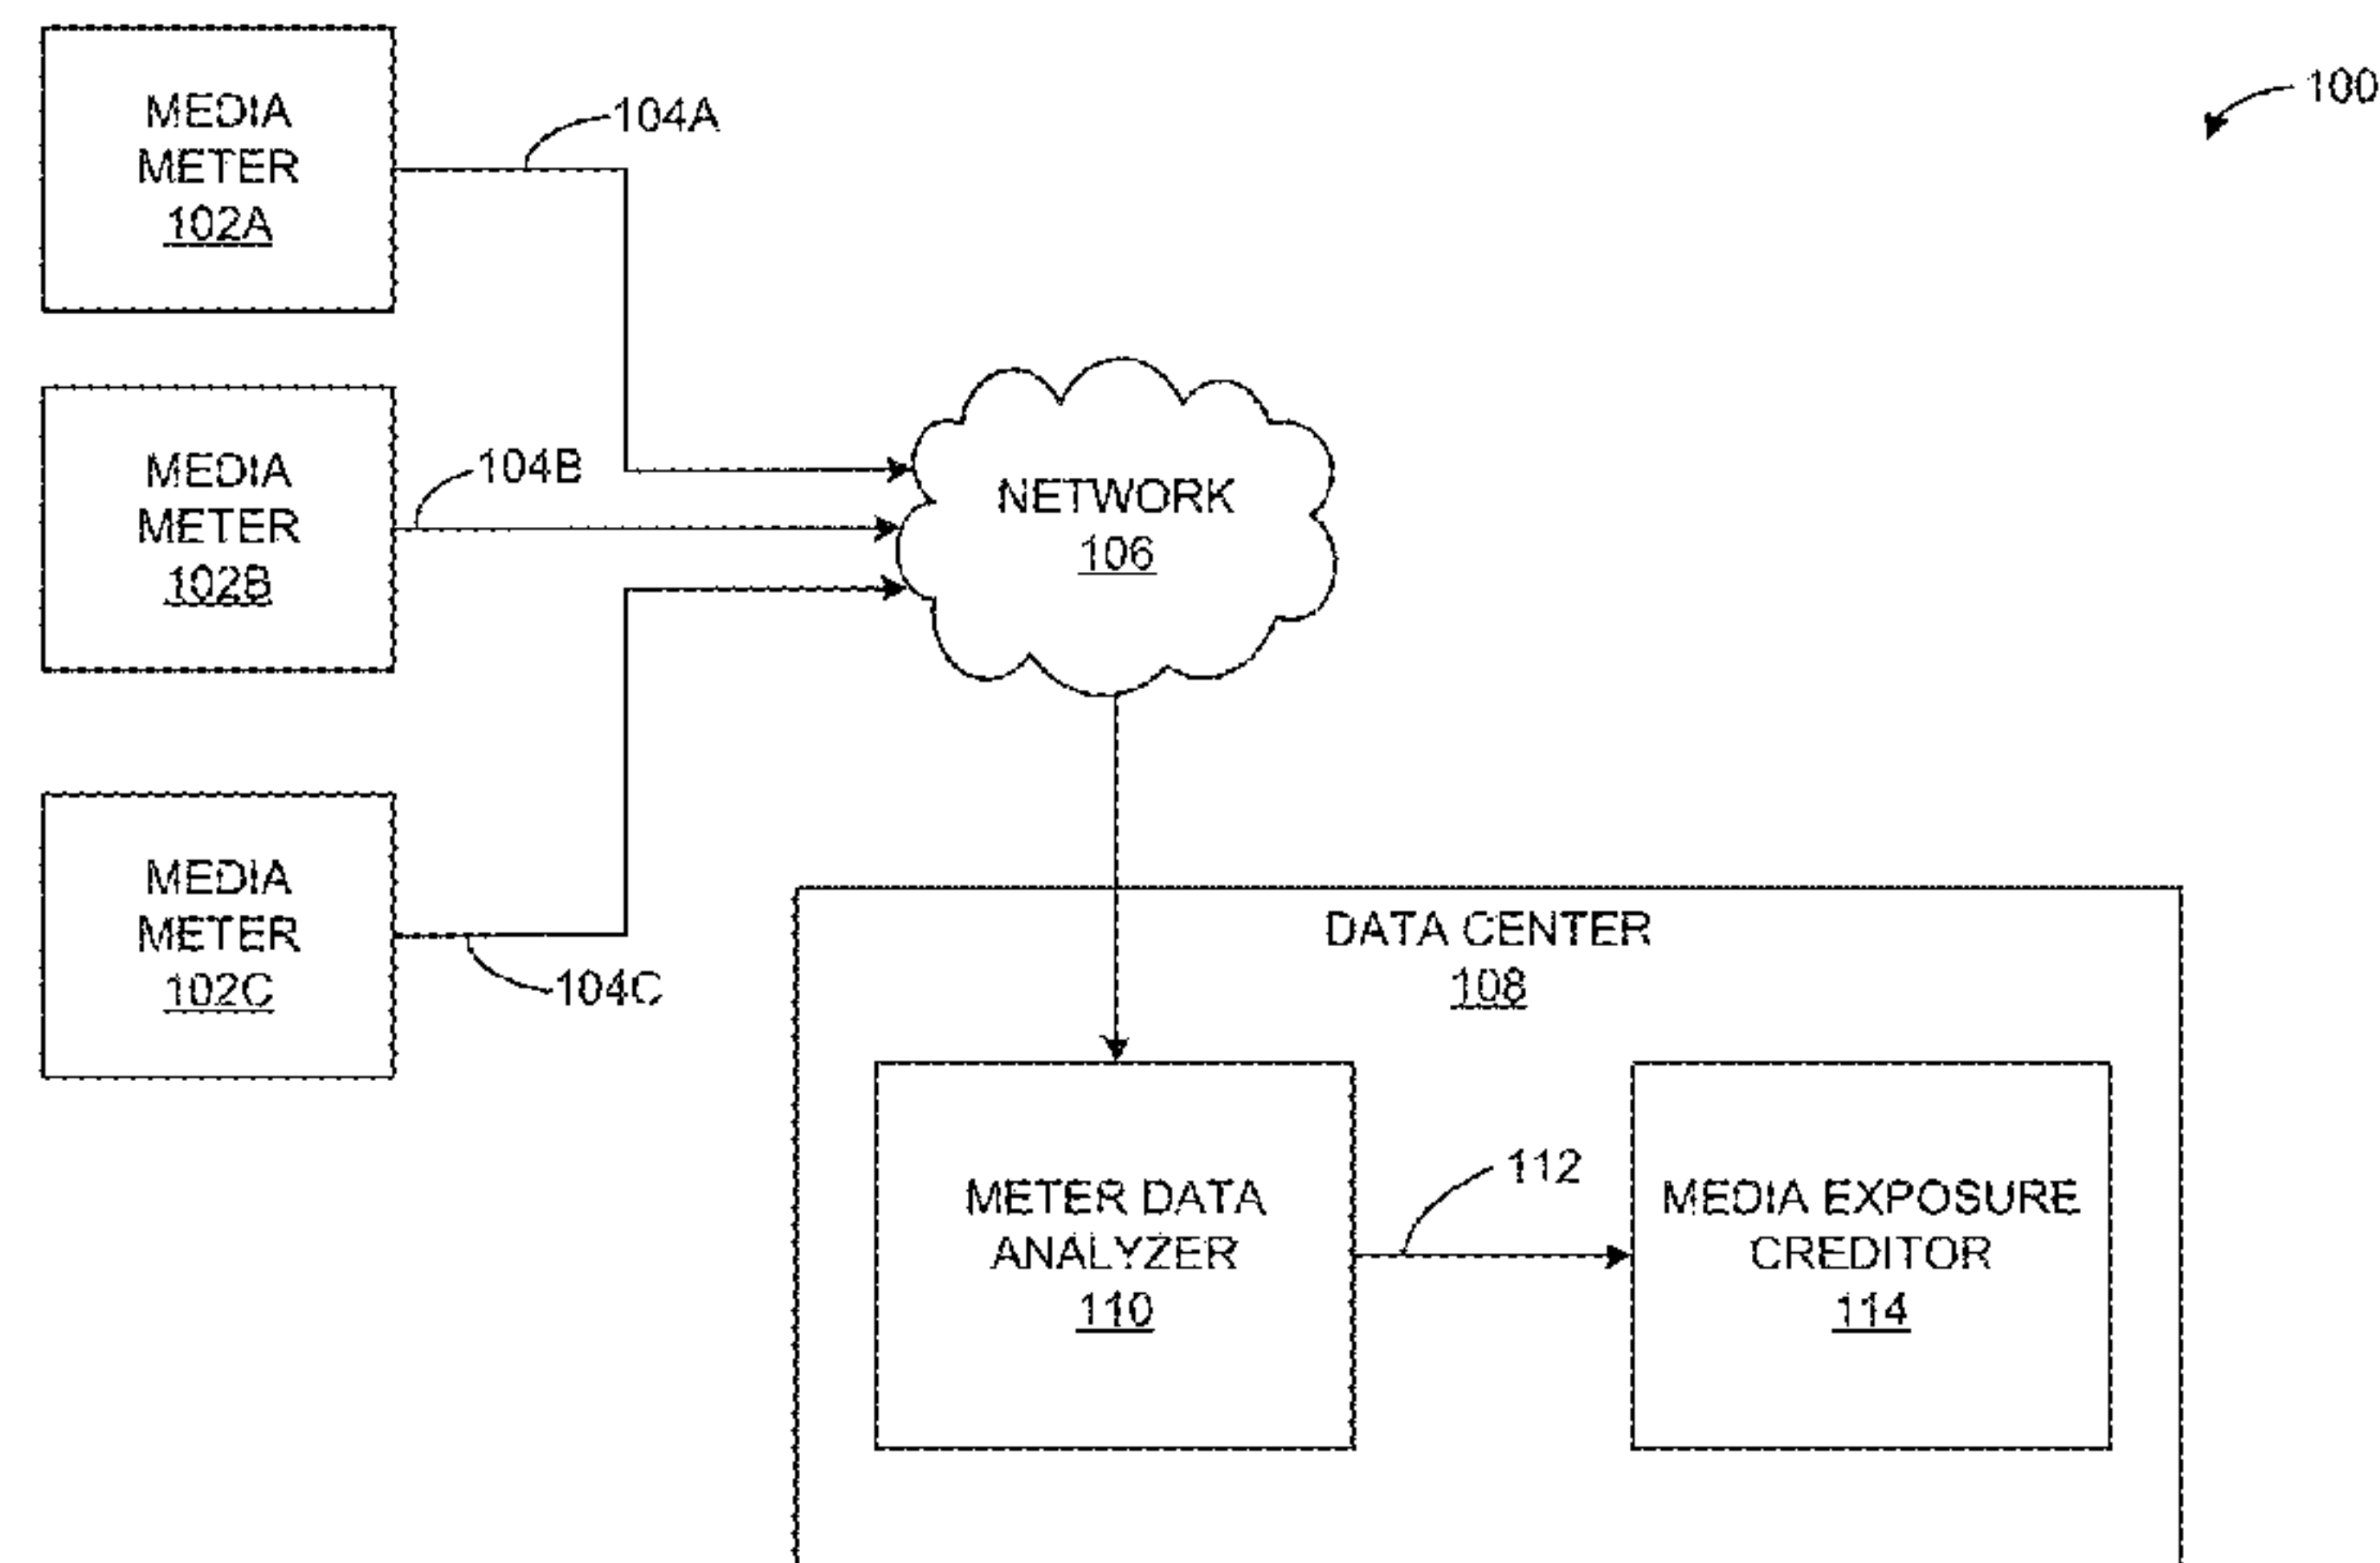 100
MEDIA
METER
102A
104A
MEDIA
METER
102B
104B
NETWORK
106
MEDIA
METER
102C
104C
DATA CENTER
108
METER DATA
ANALYZER
110
112
MEDIA EXPOSURE
CREDITOR
114